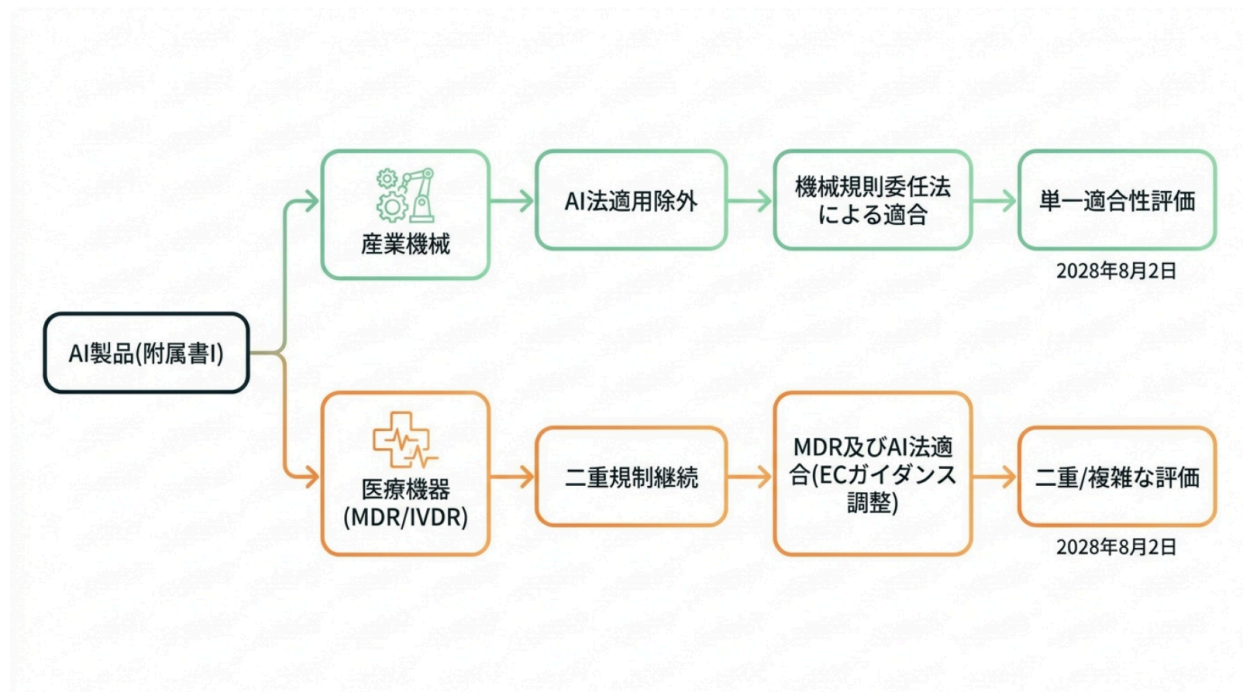 AI製品(附属書I)
産業機械
AI法適用除外
機械規則委任法
による適合
単一適合性評価
2028年8月2日
医療機器
(MDR/IVDR)
二重規制継続
MDR及びAI法適
合(ECガイダンス
調整)
二重/複雑な評価
2028年8月2日